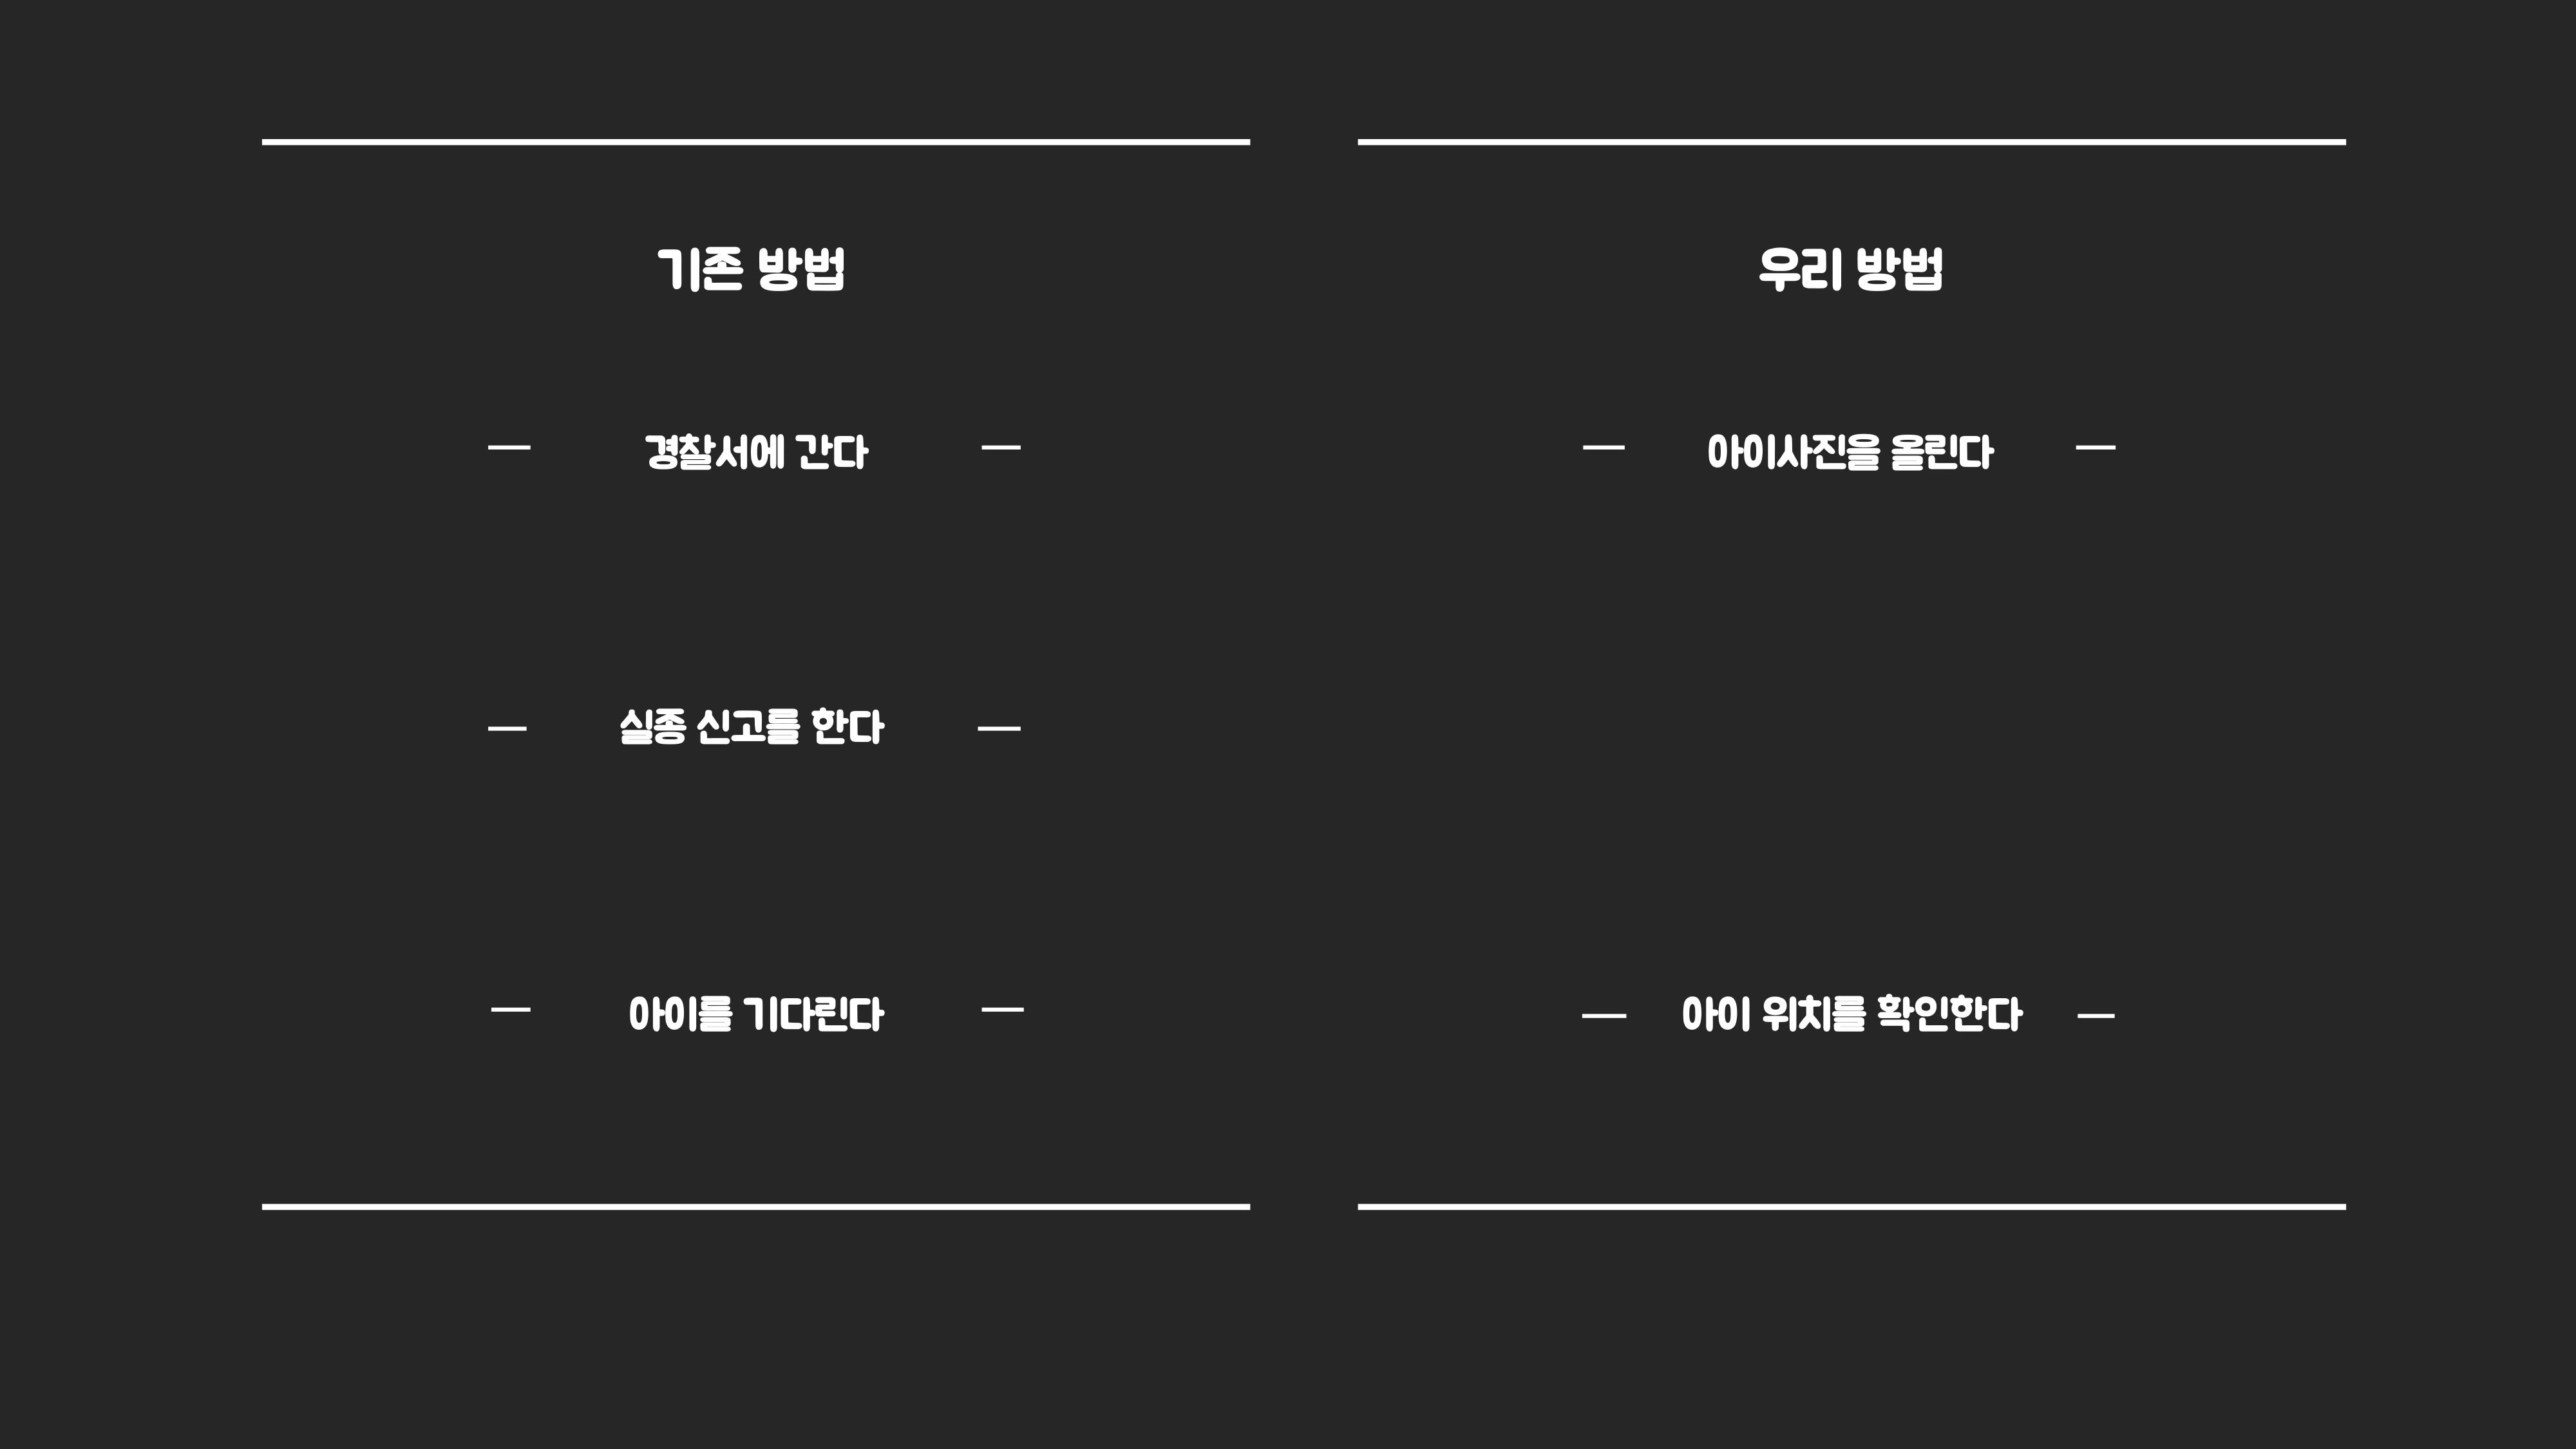 기존 방법
경찰서에 간다
실종 신고를 한다
아이를 기다린다
우리 방법
아이사진을 올린다
아이 위치를 확인한다